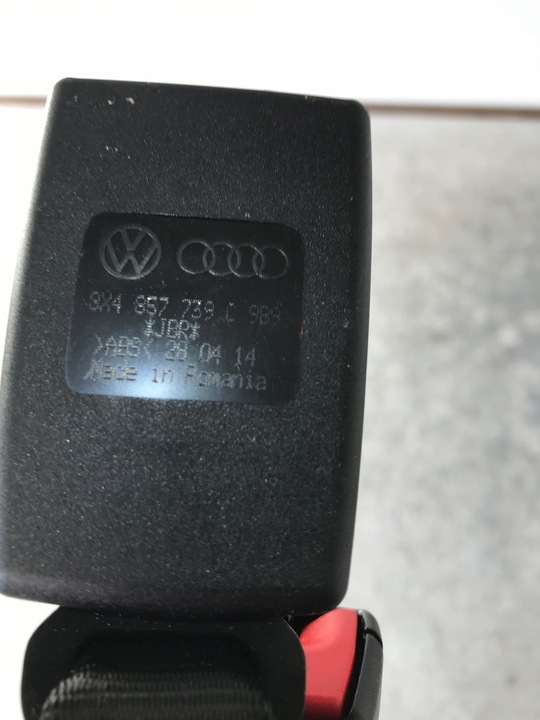 8X4 857 739 C 9B9
*JBR*
>ABS< 28 04 14
Made in Romania